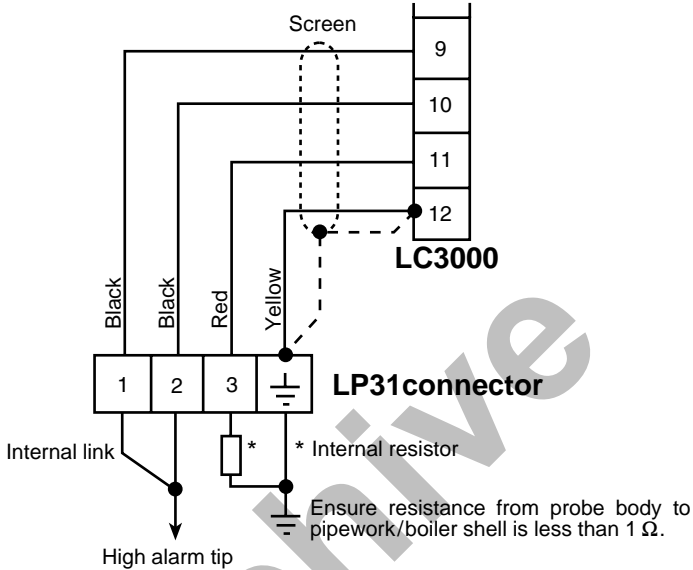 Screen
9
10
11
12
LC3000
Black
Black
Red
Yellow
1
2
3
LP31connector
Internal link
*
* Internal resistor
Ensure resistance from probe body to
pipework/boiler shell is less than 1 Ω.
High alarm tip
hive